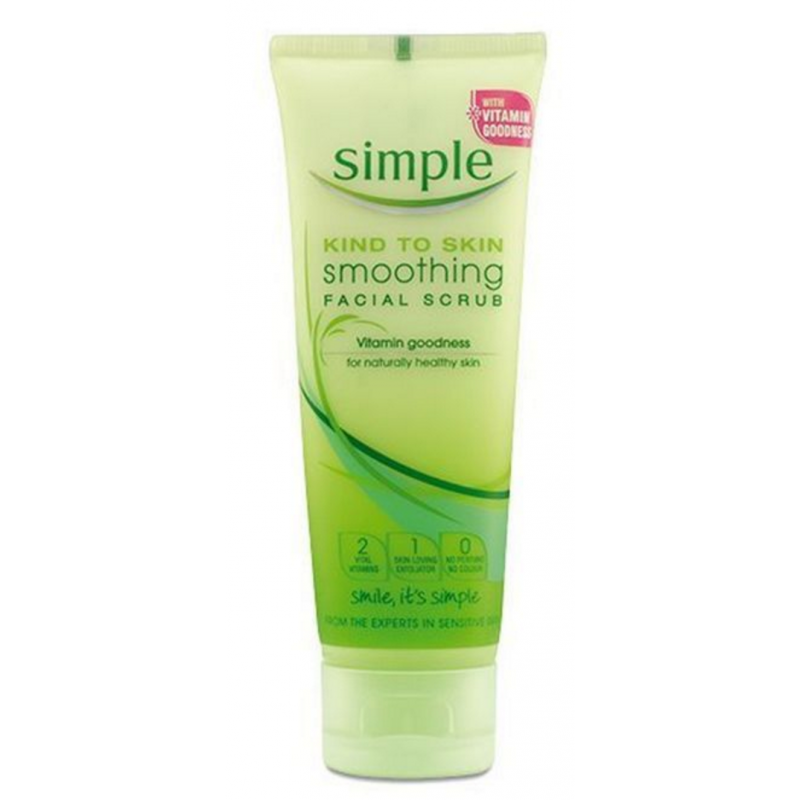 WITH
VITAMIN
GOODNESS
simple
KIND TO SKIN
smoothing
FACIAL SCRUB
Vitamin goodness
for naturally healthy skin
2
VITAL
VITAMINS
1
SKIN LOVING
EXFOLIATOR
0
NO PERFUME
NO COLOUR
smile, it's simple
FROM THE EXPERTS IN SENSITIVE